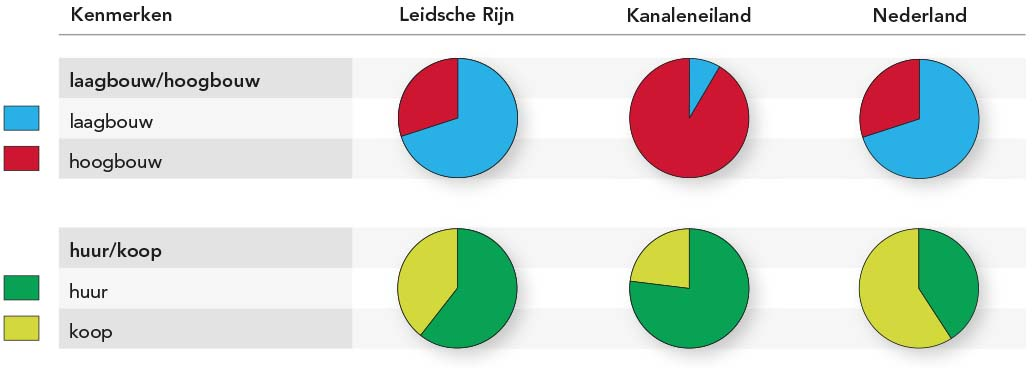 Kenmerken Leidsche Rijn Kanaleneiland Nederland
laagbouw/hoogbouw
laagbouw
hoogbouw
huur/koop
huur
koop